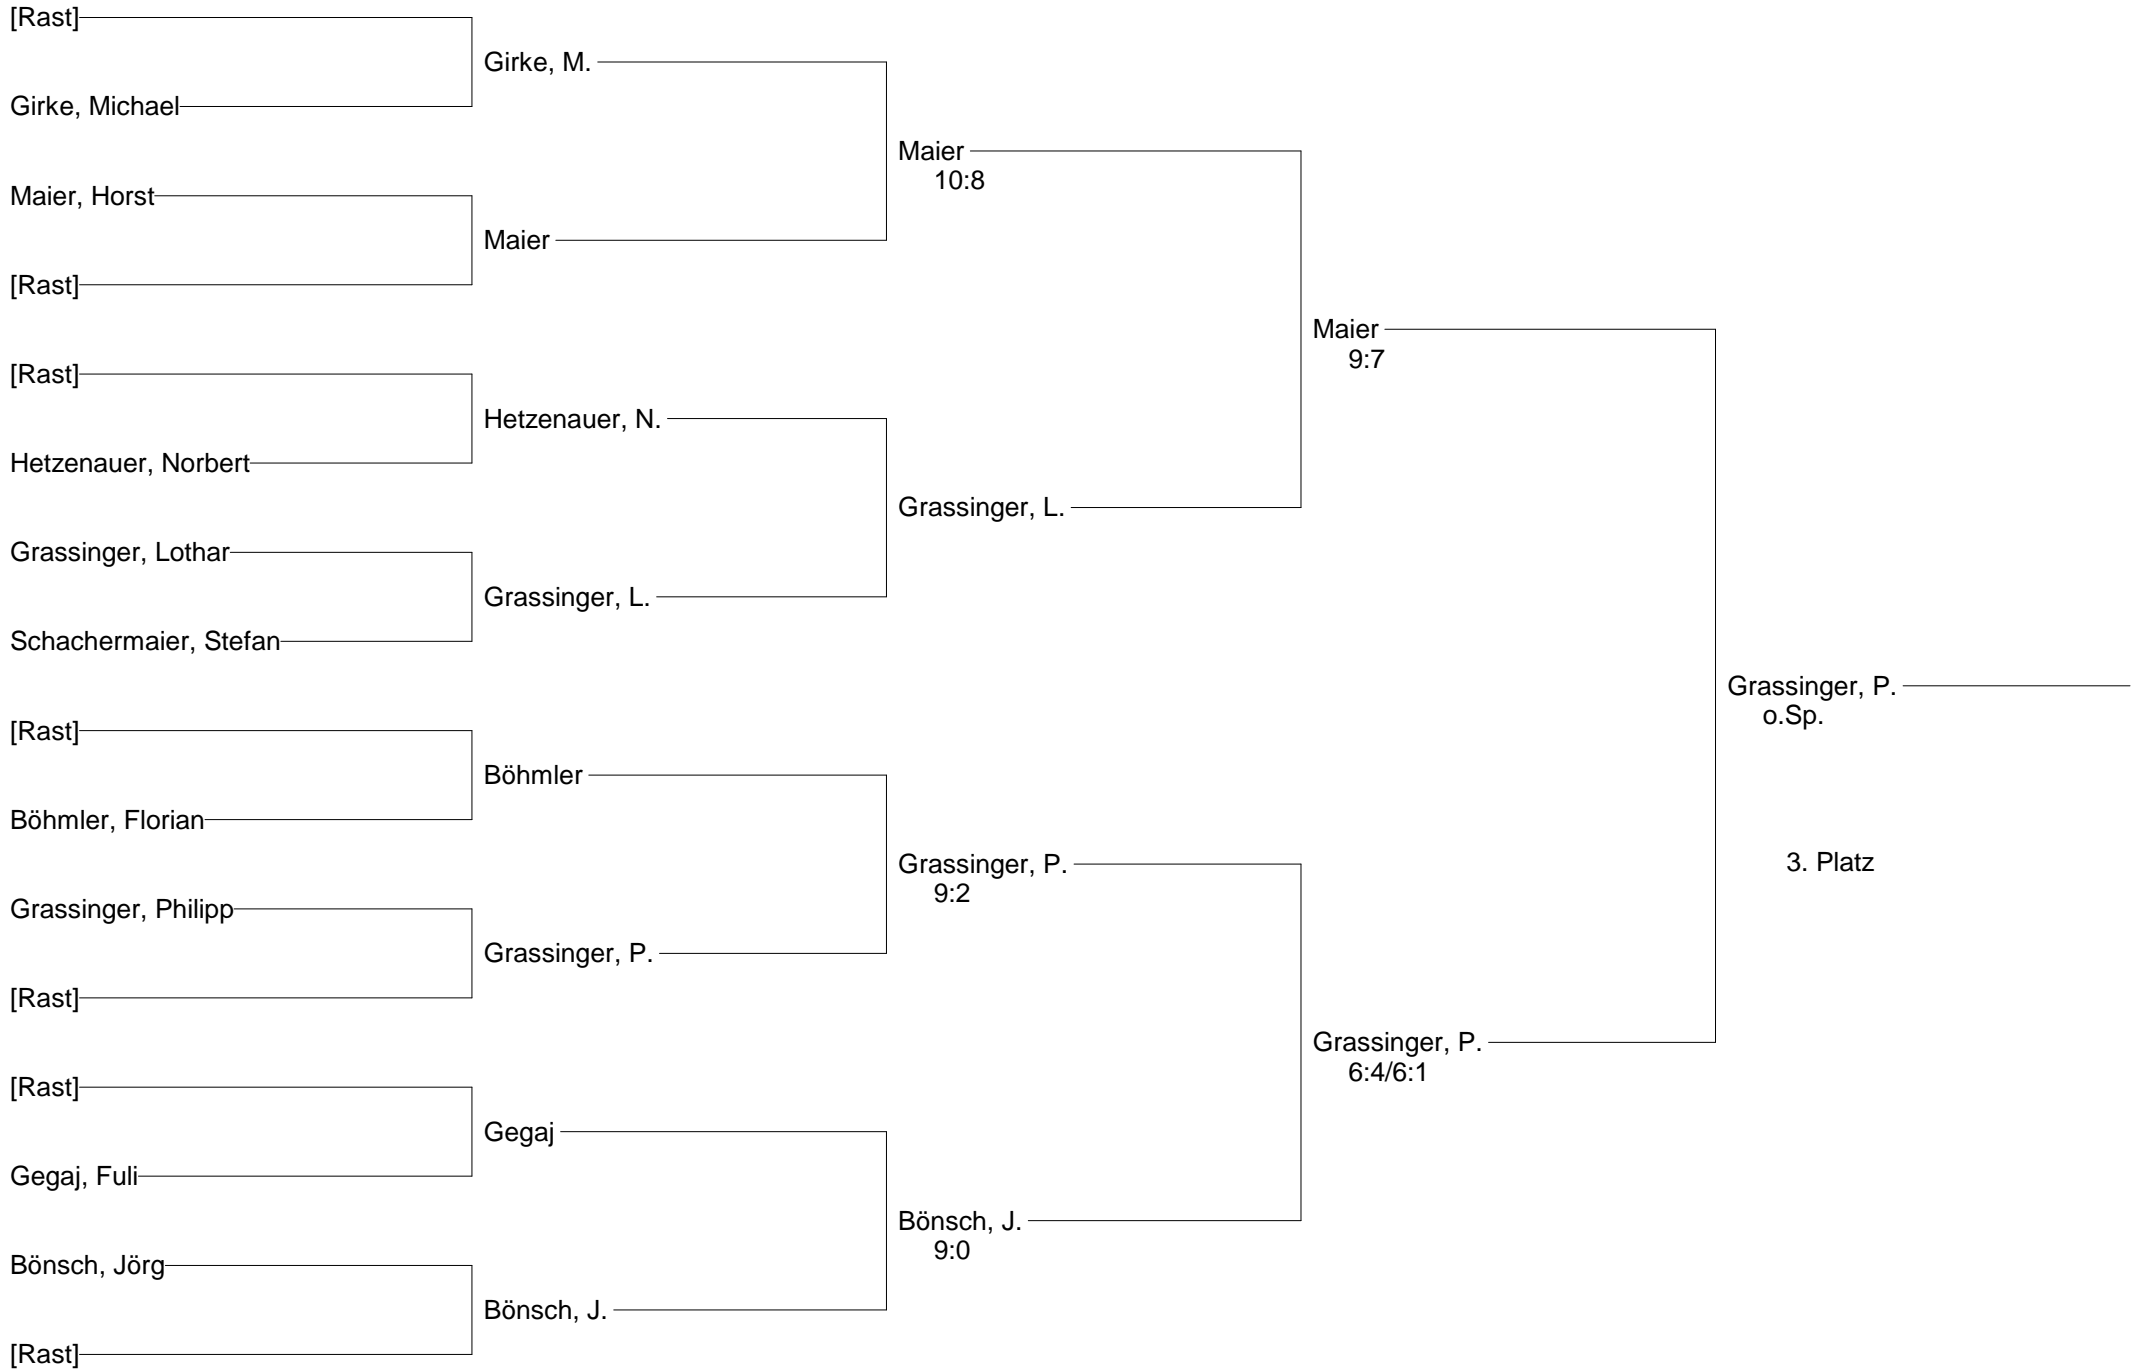 [Rast]
Girke, Michael
Maier, Horst
[Rast]
[Rast]
Hetzenauer, Norbert
Grassinger, Lothar
Schachermaier, Stefan
[Rast]
Böhmler, Florian
Grassinger, Philipp
[Rast]
[Rast]
Gegaj, Fuli
Bönsch, Jörg
[Rast]
Girke, M.
Maier
Hetzenauer, N.
Grassinger, L.
Böhmler
Grassinger, P.
Gegaj
Bönsch, J.
Maier
10:8
Grassinger, L.
Grassinger, P.
9:2
Bönsch, J.
9:0
Maier
9:7
Grassinger, P.
6:4/6:1
Grassinger, P.
o.Sp.
3. Platz